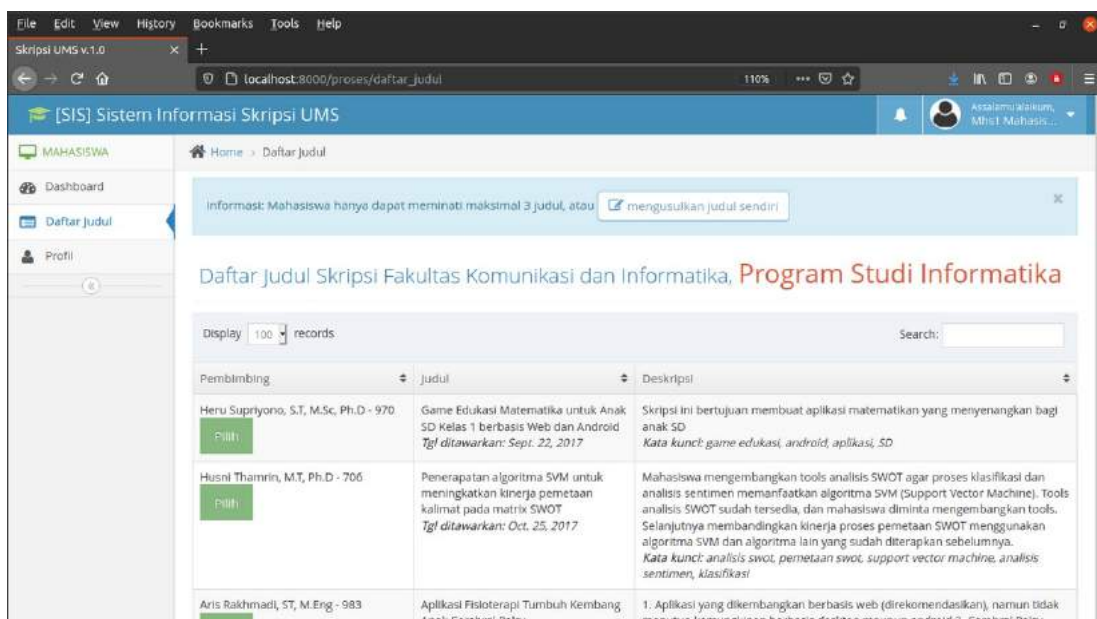 File Edit View History Bookmarks Tools Help
Skripsi UMS v.1.0
localhost:8000/proses/daftar_judul 110%
[SIS] Sistem Informasi Skripsi UMS
Assalamu'alaikum,
Mhs1 Mahasis...
MAHASISWA
Home > Daftar Judul
Dashboard
Daftar Judul
Profil
Informasi: Mahasiswa hanya dapat meminati maksimal 3 judul, atau mengusulkan judul sendiri
Daftar Judul Skripsi Fakultas Komunikasi dan Informatika, Program Studi Informatika
Display 100 records
Search:
Pembimbing Judul Deskripsi
Heru Supriyono, S.T, M.Sc, Ph.D - 970
Pilih
Game Edukasi Matematika untuk Anak
SD Kelas 1 berbasis Web dan Android
Tgl ditawarkan: Sept. 22, 2017
Skripsi ini bertujuan membuat aplikasi matematikan yang menyenangkan bagi
anak SD
Kata kunci: game edukasi, android, aplikasi, SD
Husni Thamrin, M.T, Ph.D - 706
Pilih
Penerapatan algoritma SVM untuk
meningkatkan kinerja pemetaan
kalimat pada matrix SWOT
Tgl ditawarkan: Oct. 25, 2017
Mahasiswa mengembangkan tools analisis SWOT agar proses klasifikasi dan
analisis sentimen memanfaatkan algoritma SVM (Support Vector Machine). Tools
analisis SWOT sudah tersedia, dan mahasiswa diminta mengembangkan tools.
Selanjutnya membandingkan kinerja proses pemetaan SWOT menggunakan
algoritma SVM dan algoritma lain yang sudah diterapkan sebelumnya.
Kata kunci: analisis swot, pemetaan swot, support vector machine, analisis
sentimen, klasifikasi
Aris Rakhmadi, ST, M.Eng - 983
Aplikasi Fisioterapi Tumbuh Kembang
1. Aplikasi yang dikembangkan berbasis web (direkomendasikan), namun tidak